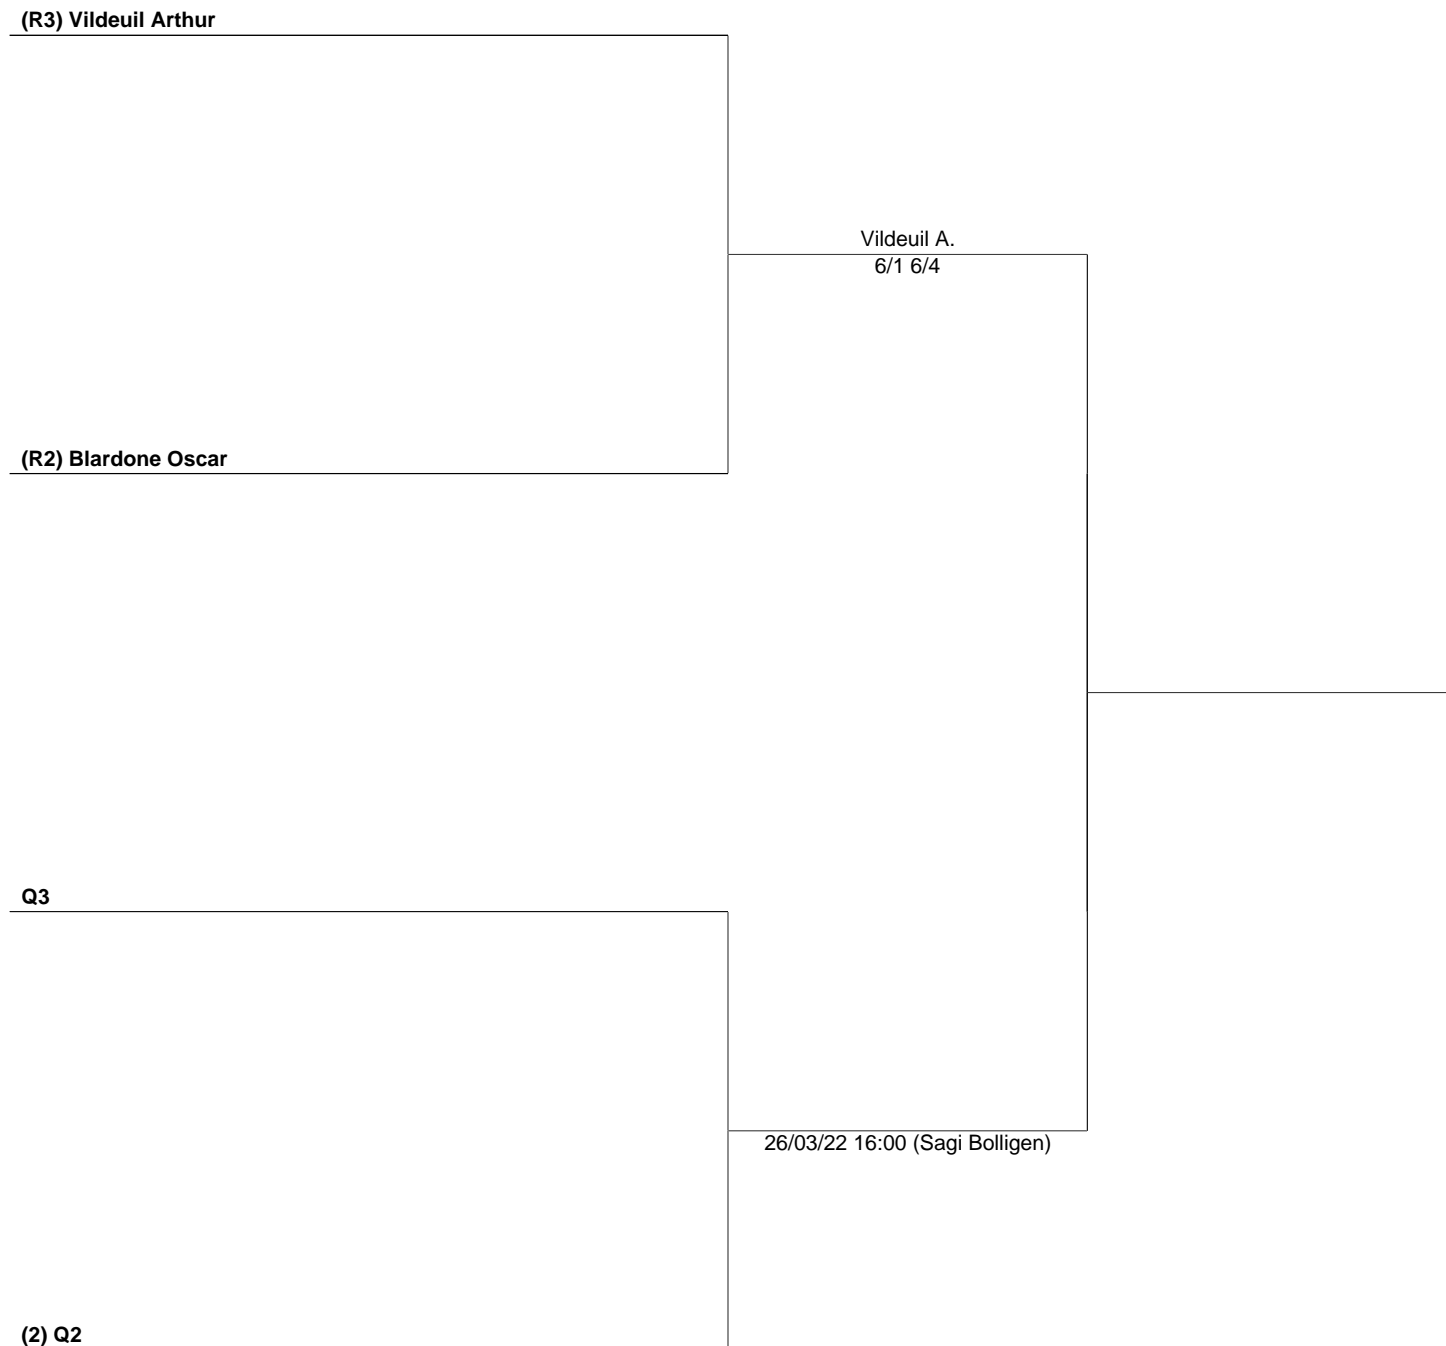 (R3) Vildeuil Arthur
Vildeuil A.
6/1 6/4
(R2) Blardone Oscar
Q3
26/03/22 16:00 (Sagi Bolligen)
(2) Q2